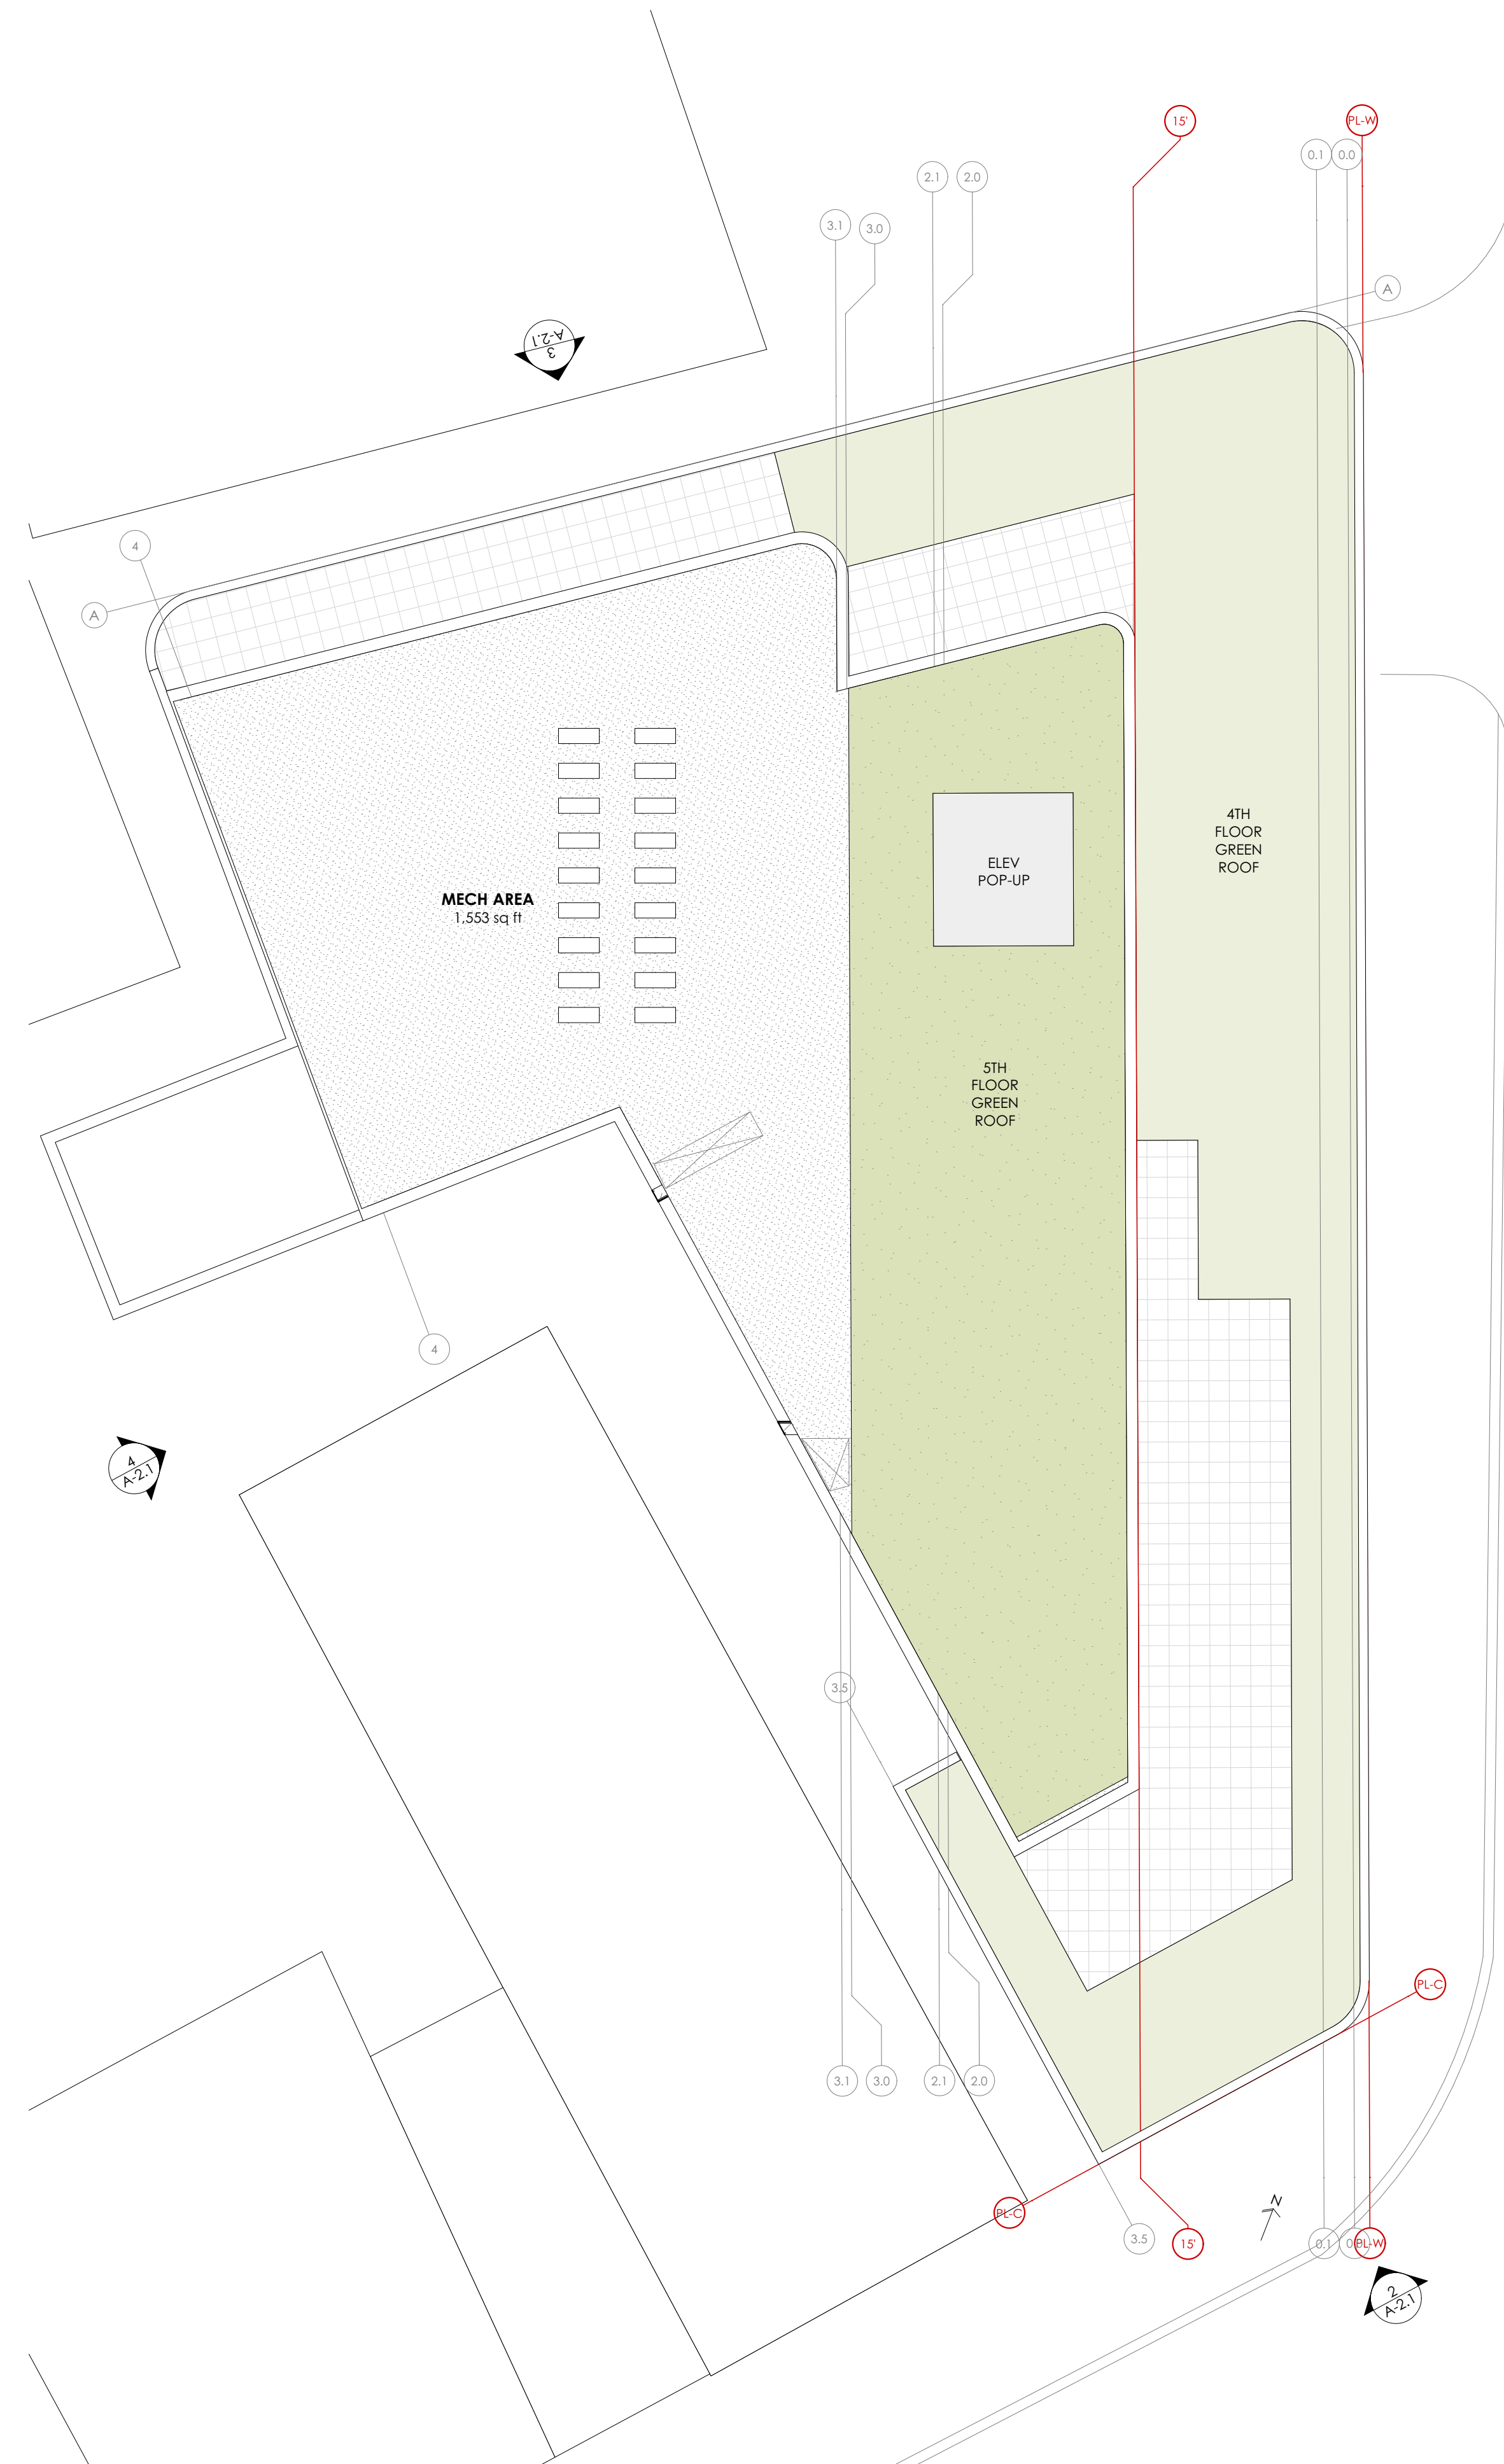 15'
PL-W
0.1
0.0
2.1
2.0
3.1
3.0
A
3
A-2.1
4
A
4TH
FLOOR
GREEN
ROOF
ELEV
POP-UP
MECH AREA
1,553 sq ft
5TH
FLOOR
GREEN
ROOF
4
4
A-2.1
3.5
PL-C
3.1
3.0
2.1
2.0
N
PL-C
3.5
15'
0.1
PL-W
2
A-2.1